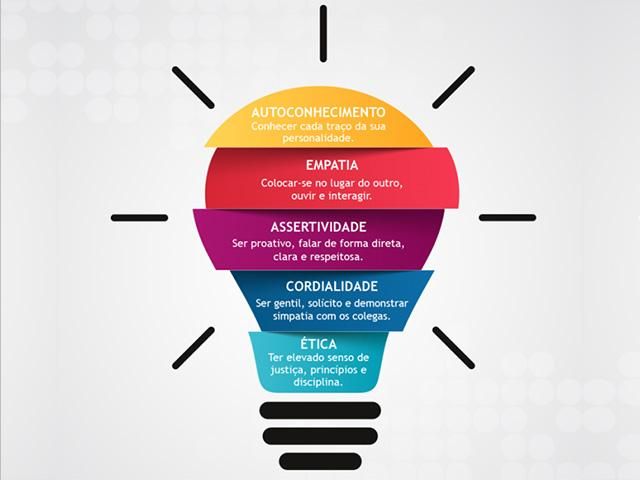 AUTOCONHECIMENTO
Conhecer cada traço da sua
personalidade.
EMPATIA
Colocar-se no lugar do outro,
ouvir e interagir.
ASSERTIVIDADE
Ser proativo, falar de forma direta,
clara e respeitosa.
CORDIALIDADE
Ser gentil, solícito e demonstrar
simpatia com os colegas.
ÉTICA
Ter elevado senso de
justiça, princípios e
disciplina.